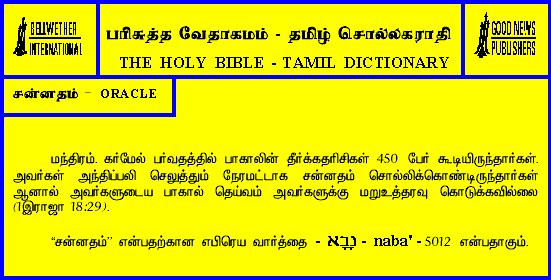 BELLWETHER
INTERNATIONAL
பரிசுத்த வேதாகமம் - தமிழ் சொல்லகராதி
THE HOLY BIBLE - TAMIL DICTIONARY
GOOD NEWS
PUBLISHERS
சன்னதம் - ORACLE
மந்திரம். கர்மேல் பர்வதத்தில் பாகாலின் தீர்க்கதரிசிகள் 450 பேர் கூடியிருந்தார்கள்.
அவர்கள் அந்திப்பலி செலுத்தும் நேரமட்டாக சன்னதம் சொல்லிக்கொண்டிருந்தார்கள்
ஆனால் அவர்களுடைய பாகால் தெய்வம் அவர்களுக்கு மறுஉத்தரவு கொடுக்கவில்லை
(1இராஜா 18:29).
“சன்னதம்” என்பதற்கான எபிரெய வார்த்தை - נָבָא - naba' - 5012 என்பதாகும்.